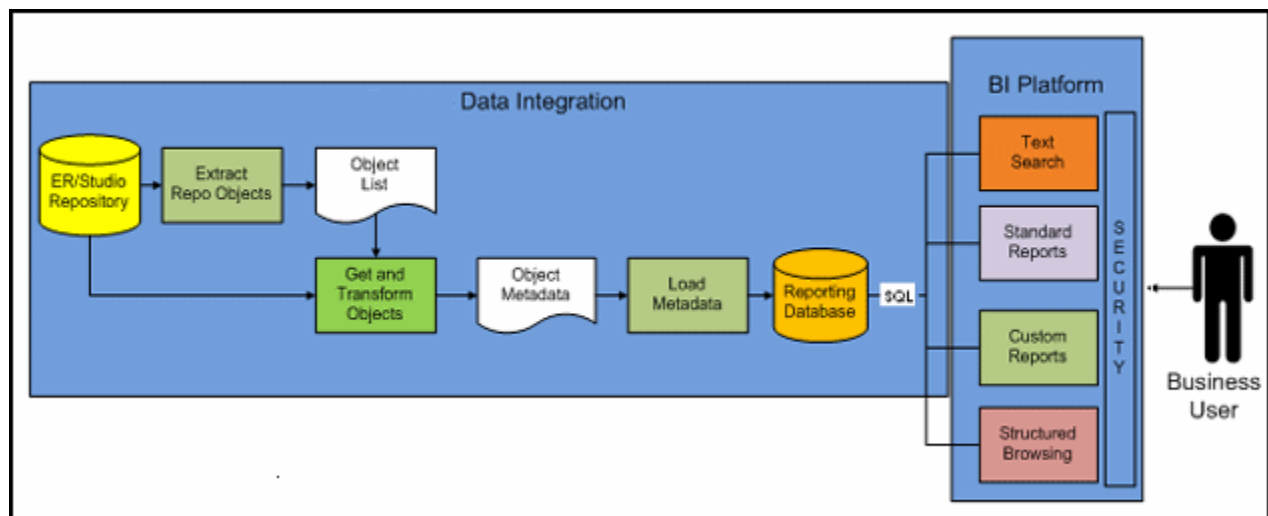 Data Integration
BI Platform
ER/Studio
Repository
Extract
Repo Objects
Object
List
Get and
Transform
Objects
Object
Metadata
Load
Metadata
Reporting
Database
SQL
Text
Search
Standard
Reports
Custom
Reports
Structured
Browsing
SECURITY
Business
User